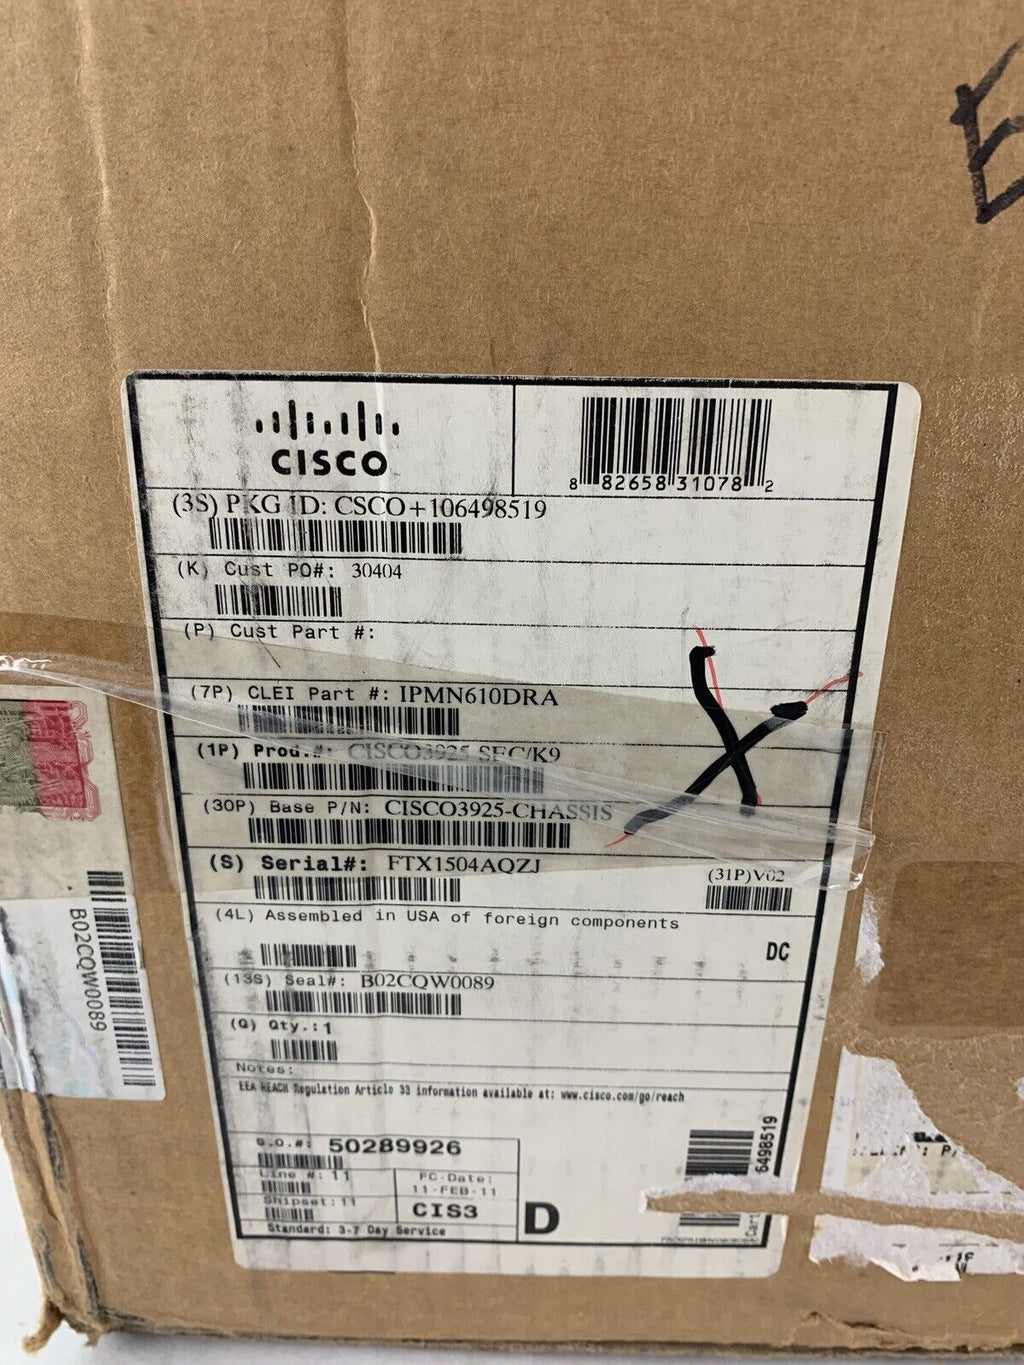 E
CISCO
8 82658 31078 2
(3S) PKG ID: CSCO+106498519
(K) Cust PO#: 30404
(P) Cust Part #:
(7P) CLEI Part #: IPMN610DRA
(1P) Prod.#: CISCO3925-SEC/K9
(30P) Base P/N: CISCO3925-CHASSIS
(S) Serial#: FTX1504AQZJ
(31P)V02
(4L) Assembled in USA of foreign components
DC
(13S) Seal#: B02CQW0089
(Q) Qty.:1
Notes:
EEA REACH Regulation Article 33 information available at: www.cisco.com/go/reach
S.O.#: 50289926
Line #: 11
FC-Date:
11-FEB-11
Shipset:11
CIS3
Standard: 3-7 Day Service
D
6498519
B02CQW0089